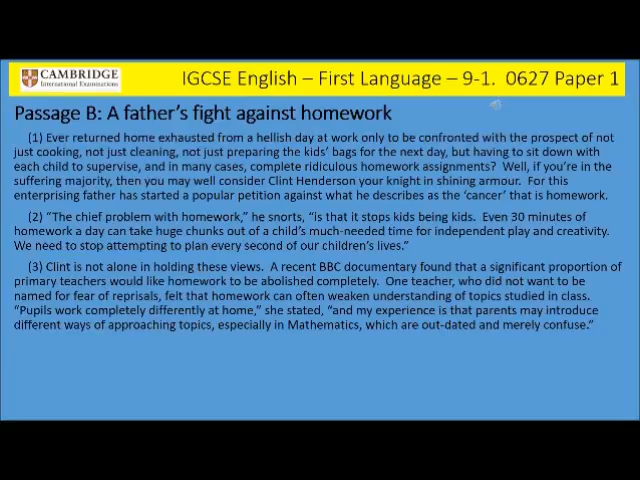 CAMBRIDGE
International Examinations
IGCSE English – First Language – 9-1.  0627 Paper 1
Passage B: A father's fight against homework
(1) Ever returned home exhausted from a hellish day at work only to be confronted with the prospect of not
just cooking, not just cleaning, not just preparing the kids' bags for the next day, but having to sit down with
each child to supervise, and in many cases, complete ridiculous homework assignments?  Well, if you're in the
suffering majority, then you may well consider Clint Henderson your knight in shining armour.  For this
enterprising father has started a popular petition against what he describes as the 'cancer' that is homework.
(2) "The chief problem with homework," he snorts, "is that it stops kids being kids.  Even 30 minutes of
homework a day can take huge chunks out of a child's much-needed time for independent play and creativity.
We need to stop attempting to plan every second of our children's lives."
(3) Clint is not alone in holding these views.  A recent BBC documentary found that a significant proportion of
primary teachers would like homework to be abolished completely.  One teacher, who did not want to be
named for fear of reprisals, felt that homework can often weaken understanding of topics studied in class.
"Pupils work completely differently at home," she stated, "and my experience is that parents may introduce
different ways of approaching topics, especially in Mathematics, which are out-dated and merely confuse."